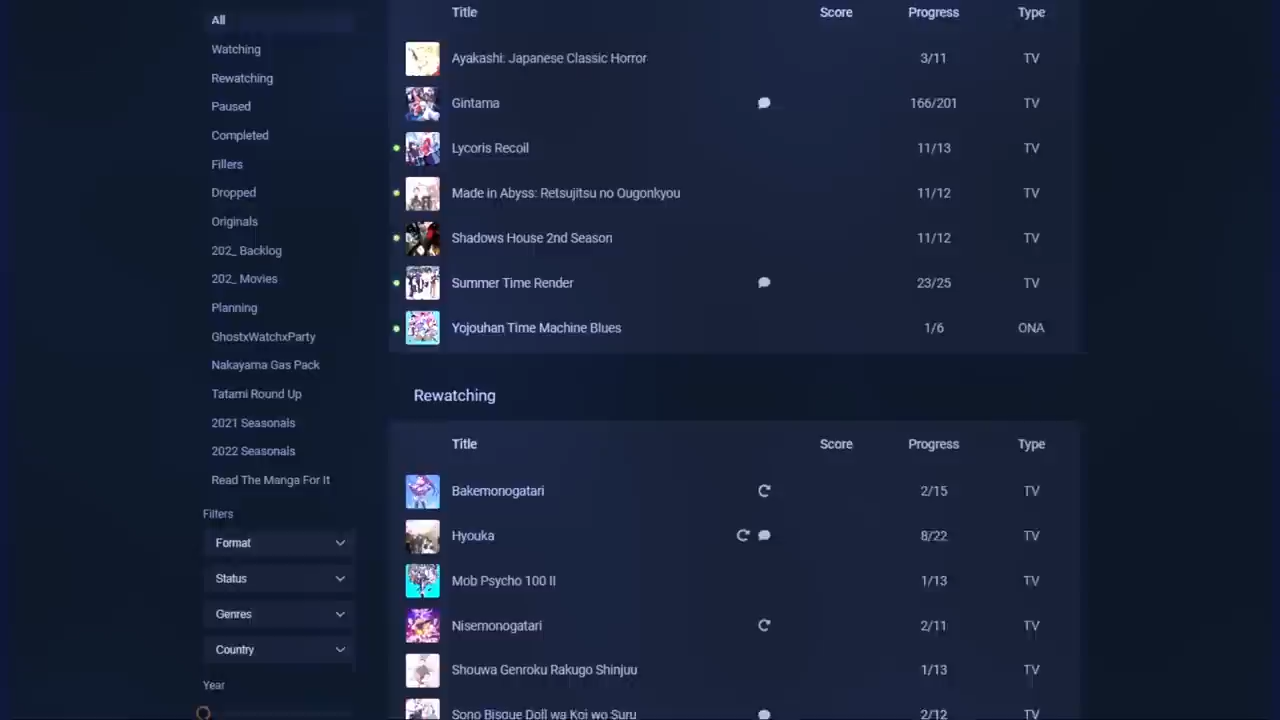 All
Watching
Rewatching
Paused
Completed
Fillers
Dropped
Originals
202_ Backlog
202_ Movies
Planning
GhostxWatchxParty
Nakayama Gas Pack
Tatami Round Up
2021 Seasonals
2022 Seasonals
Read The Manga For It
Filters
Format
Status
Genres
Country
Year
Title Score Progress Type
Ayakashi: Japanese Classic Horror 3/11 TV
Gintama 166/201 TV
Lycoris Recoil 11/13 TV
Made in Abyss: Retsujitsu no Ougonkyou 11/12 TV
Shadows House 2nd Season 11/12 TV
Summer Time Render 23/25 TV
Yojouhan Time Machine Blues 1/6 ONA
Rewatching
Title Score Progress Type
Bakemonogatari 2/15 TV
Hyouka 8/22 TV
Mob Psycho 100 II 1/13 TV
Nisemonogatari 2/11 TV
Shouwa Genroku Rakugo Shinjuu 1/13 TV
Sono Bisque Doll wa Koi wo Suru 2/12 TV